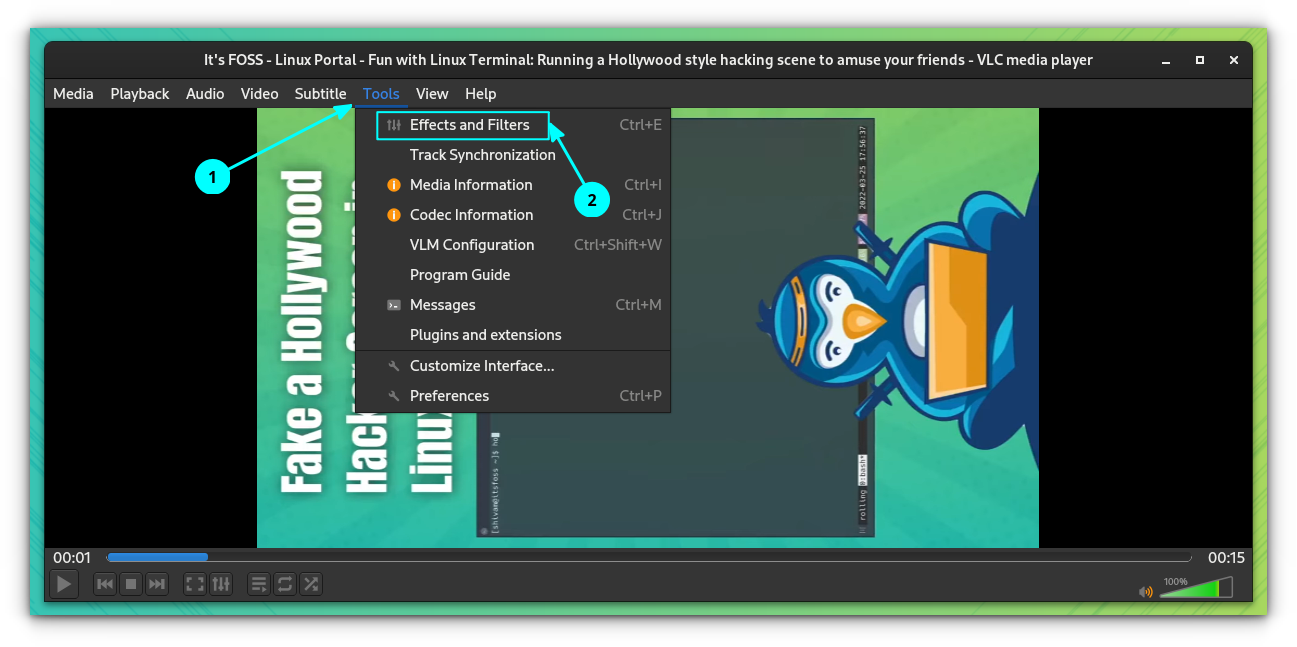 It's FOSS - Linux Portal - Fun with Linux Terminal: Running a Hollywood style hacking scene to amuse your friends - VLC media player
Media Playback Audio Video Subtitle Tools View Help
1
2
Effects and Filters Ctrl+E
Track Synchronization
Media Information Ctrl+I
Codec Information Ctrl+J
VLM Configuration Ctrl+Shift+W
Program Guide
Messages Ctrl+M
Plugins and extensions
Customize Interface...
Preferences Ctrl+P
Fake a Hollywood
Hack
Linux
[shivam@itsfoss ~]$ ho
rolling 0:bash*
2022-03-25 17:56:37
00:01 00:15
100%